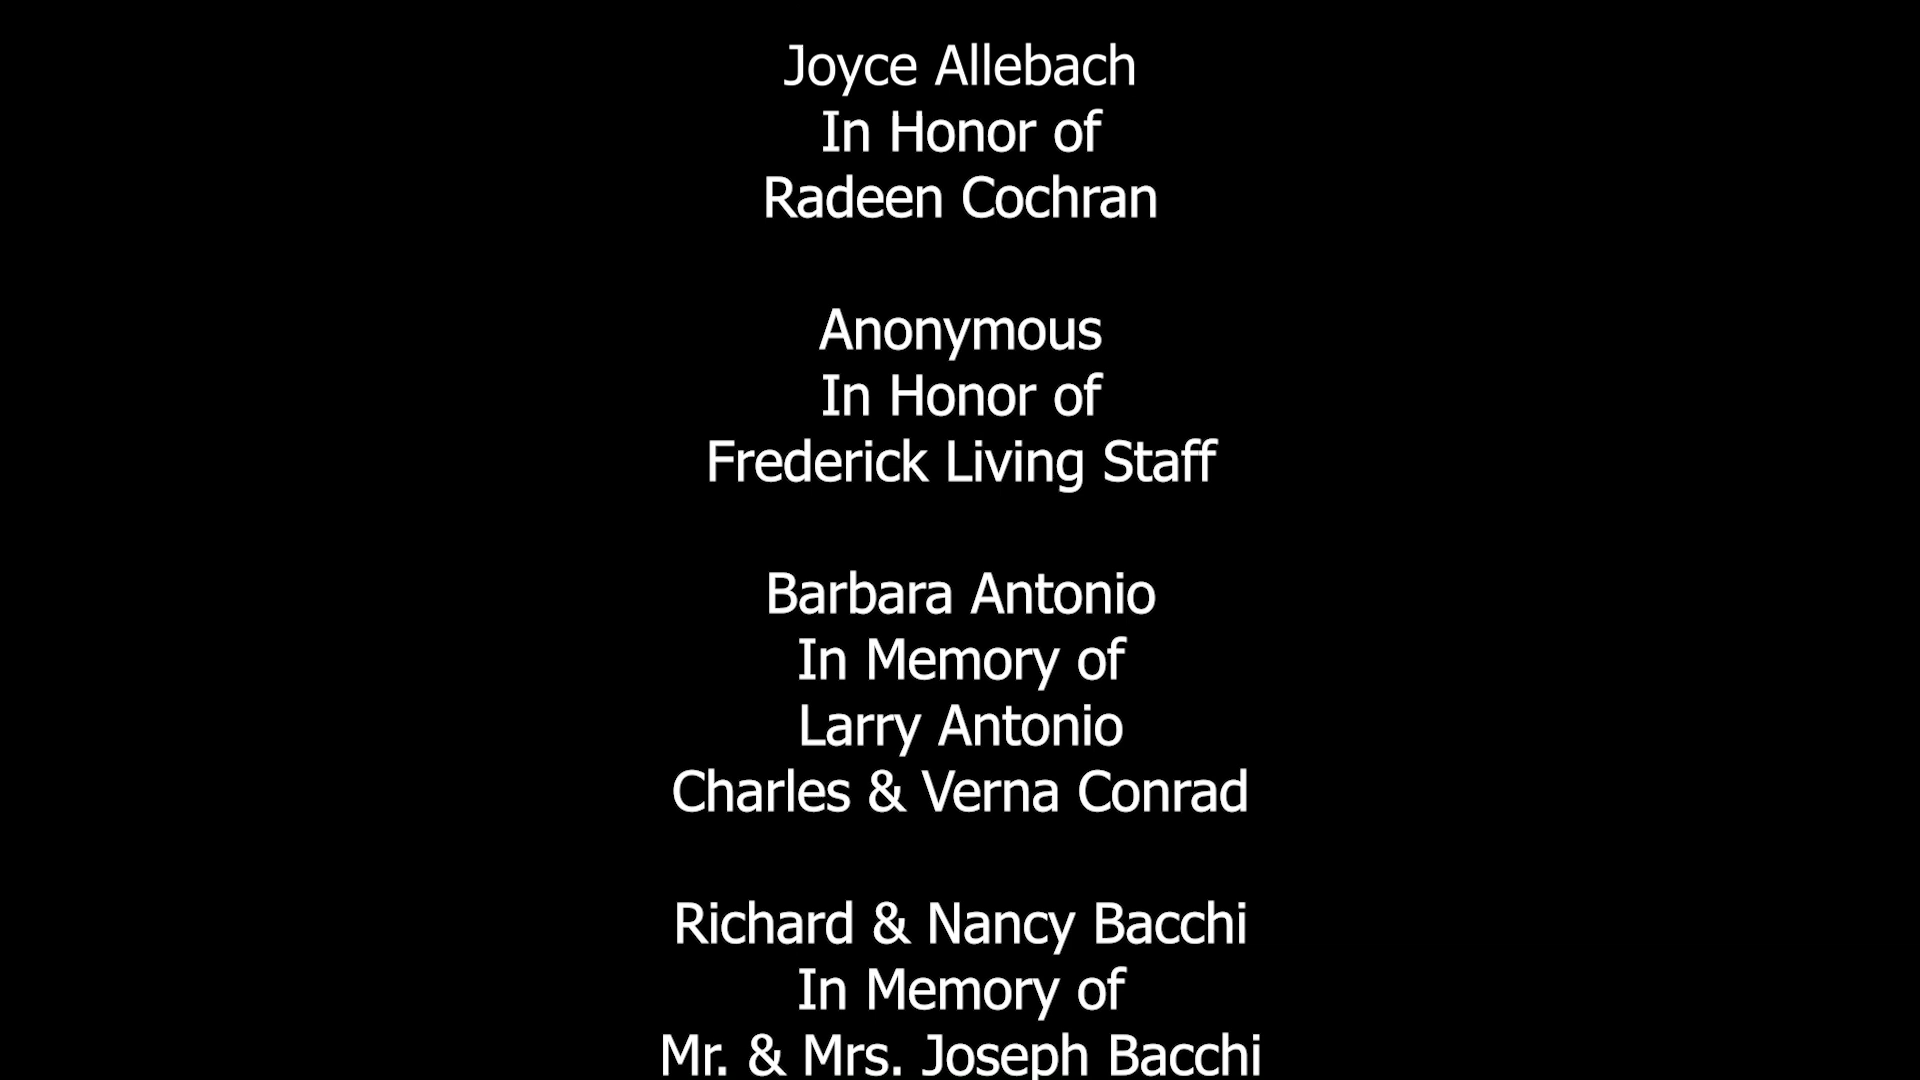 Joyce Allebach
In Honor of
Radeen Cochran
Anonymous
In Honor of
Frederick Living Staff
Barbara Antonio
In Memory of
Larry Antonio
Charles & Verna Conrad
Richard & Nancy Bacchi
In Memory of
Mr. & Mrs. Joseph Bacchi